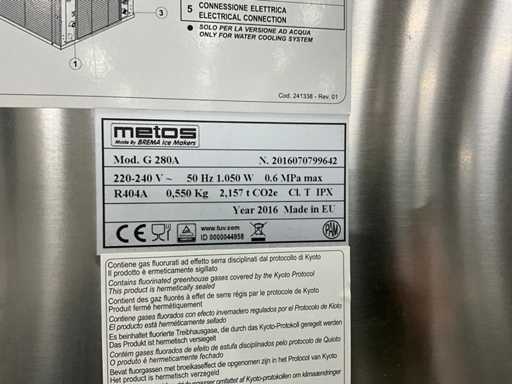 5 CONNESSIONE ELETTRICA
ELECTRICAL CONNECTION
● SOLO PER LA VERSIONE AD ACQUA
ONLY FOR WATER COOLING SYSTEM
3
1
Cod. 241338 - Rev. 01
metos
Made By BREMA Ice Makers
Mod. G 280A N. 2016070799642
220-240 V ~ 50 Hz 1.050 W 0.6 MPa max
R404A 0,550 Kg 2,157 t CO2e Cl. T IPX
Year 2016 Made in EU
CE www.tuv.com
ID 0000044958
Contiene gas fluorurati ad effetto serra disciplinati dal protocollo di Kyoto
Il prodotto è ermeticamente sigillato
Contains fluorinated greenhouse gases covered by the Kyoto Protocol
This product is hermetically sealed
Contient des gaz fluorés à effet de serre régis par le protocole de Kyoto
Produit fermé hermétiquement
Contiene gases fluorados con efecto invernadero regulados por el Protocolo de Kioto
El producto está herméticamente sellado
Bevat fluorierte Treibhausgase, die durch das Kyoto-Protokoll geregelt werden
Das Produkt ist hermetisch versiegelt
Contém gases fluorados de efeito de estufa disciplinados pelo protocolo de Quioto
O produto é hermeticamente fechado
Bevat fluorgassen met broeikaseffect die opgenomen zijn in het Protocol van Kyoto
Het product is hermetisch verzegeld